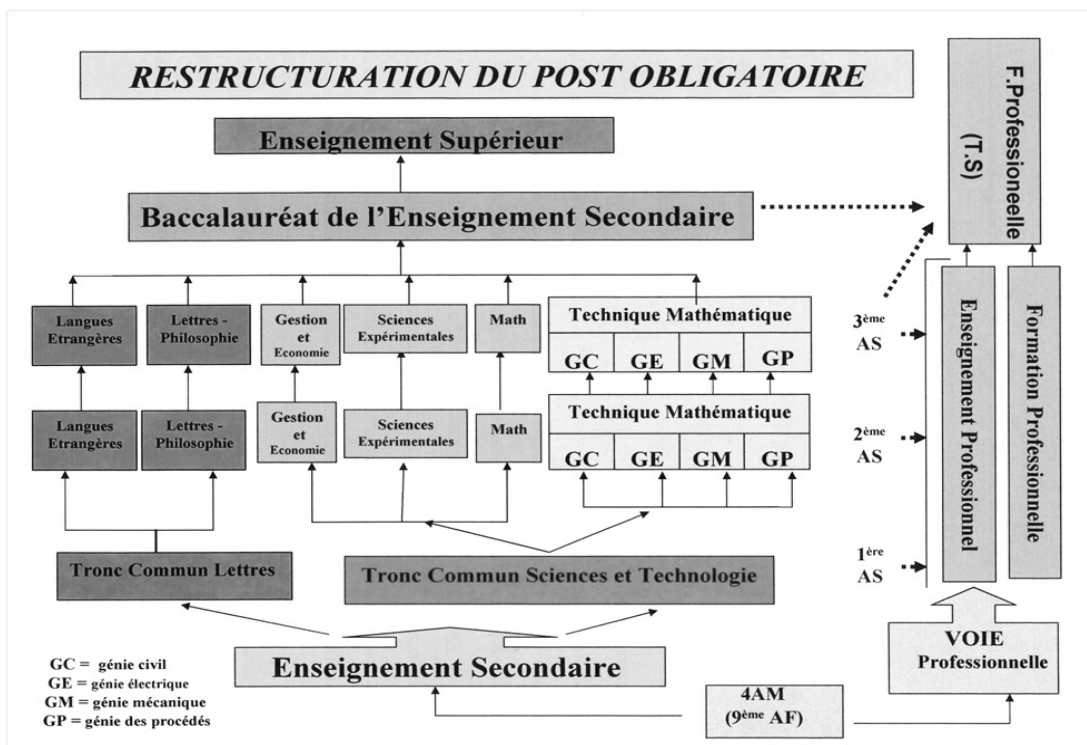 RESTRUCTURATION DU POST OBLIGATOIRE
F.Professioneelle
(T.S)
Enseignement Supérieur
Baccalauréat de l'Enseignement Secondaire
Langues
Etrangères
Lettres -
Philosophie
Gestion
et
Economie
Sciences
Expérimentales
Math
Technique Mathématique
GC GE GM GP
3ème
AS
Langues
Etrangères
Lettres -
Philosophie
Gestion
et
Economie
Sciences
Expérimentales
Math
Technique Mathématique
GC GE GM GP
2ème
AS
Enseignement Professionnel
Formation Professionelle
Tronc Commun Lettres
Tronc Commun Sciences et Technologie
1ère
AS
Enseignement Secondaire
VOIE
Professionnelle
4AM
(9ème AF)
GC = génie civil
GE = génie électrique
GM = génie mécanique
GP = génie des procédés